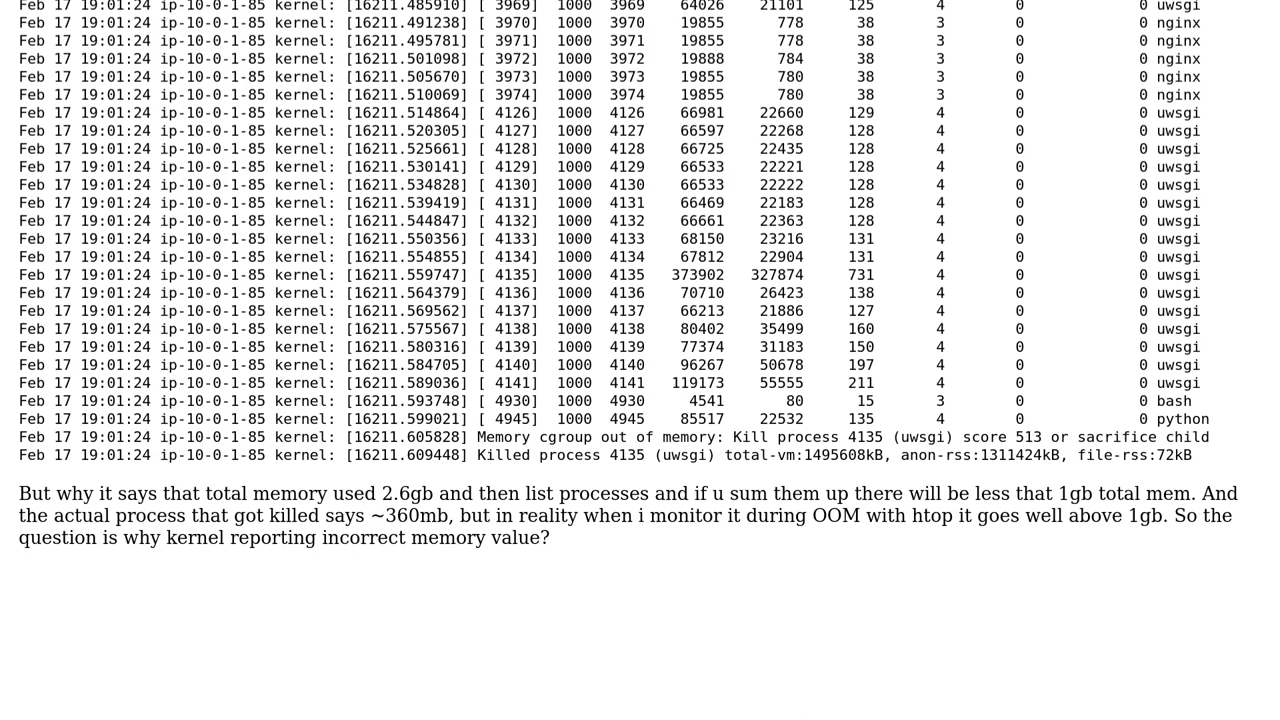 Feb 17 19:01:24 ip-10-0-1-85 kernel: [16211.485910] [ 3969] 1000 3969 64026 21101 125 4 0 0 uwsgi
Feb 17 19:01:24 ip-10-0-1-85 kernel: [16211.491238] [ 3970] 1000 3970 19855 778 38 3 0 0 nginx
Feb 17 19:01:24 ip-10-0-1-85 kernel: [16211.495781] [ 3971] 1000 3971 19855 778 38 3 0 0 nginx
Feb 17 19:01:24 ip-10-0-1-85 kernel: [16211.501098] [ 3972] 1000 3972 19888 784 38 3 0 0 nginx
Feb 17 19:01:24 ip-10-0-1-85 kernel: [16211.505670] [ 3973] 1000 3973 19855 780 38 3 0 0 nginx
Feb 17 19:01:24 ip-10-0-1-85 kernel: [16211.510069] [ 3974] 1000 3974 19855 780 38 3 0 0 nginx
Feb 17 19:01:24 ip-10-0-1-85 kernel: [16211.514864] [ 4126] 1000 4126 66981 22660 129 4 0 0 uwsgi
Feb 17 19:01:24 ip-10-0-1-85 kernel: [16211.520305] [ 4127] 1000 4127 66597 22268 128 4 0 0 uwsgi
Feb 17 19:01:24 ip-10-0-1-85 kernel: [16211.525661] [ 4128] 1000 4128 66725 22435 128 4 0 0 uwsgi
Feb 17 19:01:24 ip-10-0-1-85 kernel: [16211.530141] [ 4129] 1000 4129 66533 22221 128 4 0 0 uwsgi
Feb 17 19:01:24 ip-10-0-1-85 kernel: [16211.534828] [ 4130] 1000 4130 66533 22222 128 4 0 0 uwsgi
Feb 17 19:01:24 ip-10-0-1-85 kernel: [16211.539419] [ 4131] 1000 4131 66469 22183 128 4 0 0 uwsgi
Feb 17 19:01:24 ip-10-0-1-85 kernel: [16211.544847] [ 4132] 1000 4132 66661 22363 128 4 0 0 uwsgi
Feb 17 19:01:24 ip-10-0-1-85 kernel: [16211.550356] [ 4133] 1000 4133 68150 23216 131 4 0 0 uwsgi
Feb 17 19:01:24 ip-10-0-1-85 kernel: [16211.554855] [ 4134] 1000 4134 67812 22904 131 4 0 0 uwsgi
Feb 17 19:01:24 ip-10-0-1-85 kernel: [16211.559747] [ 4135] 1000 4135 373902 327874 731 4 0 0 uwsgi
Feb 17 19:01:24 ip-10-0-1-85 kernel: [16211.564379] [ 4136] 1000 4136 70710 26423 138 4 0 0 uwsgi
Feb 17 19:01:24 ip-10-0-1-85 kernel: [16211.569562] [ 4137] 1000 4137 66213 21886 127 4 0 0 uwsgi
Feb 17 19:01:24 ip-10-0-1-85 kernel: [16211.575567] [ 4138] 1000 4138 80402 35499 160 4 0 0 uwsgi
Feb 17 19:01:24 ip-10-0-1-85 kernel: [16211.580316] [ 4139] 1000 4139 77374 31183 150 4 0 0 uwsgi
Feb 17 19:01:24 ip-10-0-1-85 kernel: [16211.584705] [ 4140] 1000 4140 96267 50678 197 4 0 0 uwsgi
Feb 17 19:01:24 ip-10-0-1-85 kernel: [16211.589036] [ 4141] 1000 4141 119173 55555 211 4 0 0 uwsgi
Feb 17 19:01:24 ip-10-0-1-85 kernel: [16211.593748] [ 4930] 1000 4930 4541 80 15 3 0 0 bash
Feb 17 19:01:24 ip-10-0-1-85 kernel: [16211.599021] [ 4945] 1000 4945 85517 22532 135 4 0 0 python
Feb 17 19:01:24 ip-10-0-1-85 kernel: [16211.605828] Memory cgroup out of memory: Kill process 4135 (uwsgi) score 513 or sacrifice child
Feb 17 19:01:24 ip-10-0-1-85 kernel: [16211.609448] Killed process 4135 (uwsgi) total-vm:1495608kB, anon-rss:1311424kB, file-rss:72kB
But why it says that total memory used 2.6gb and then list processes and if u sum them up there will be less that 1gb total mem. And
the actual process that got killed says ~360mb, but in reality when i monitor it during OOM with htop it goes well above 1gb. So the
question is why kernel reporting incorrect memory value?